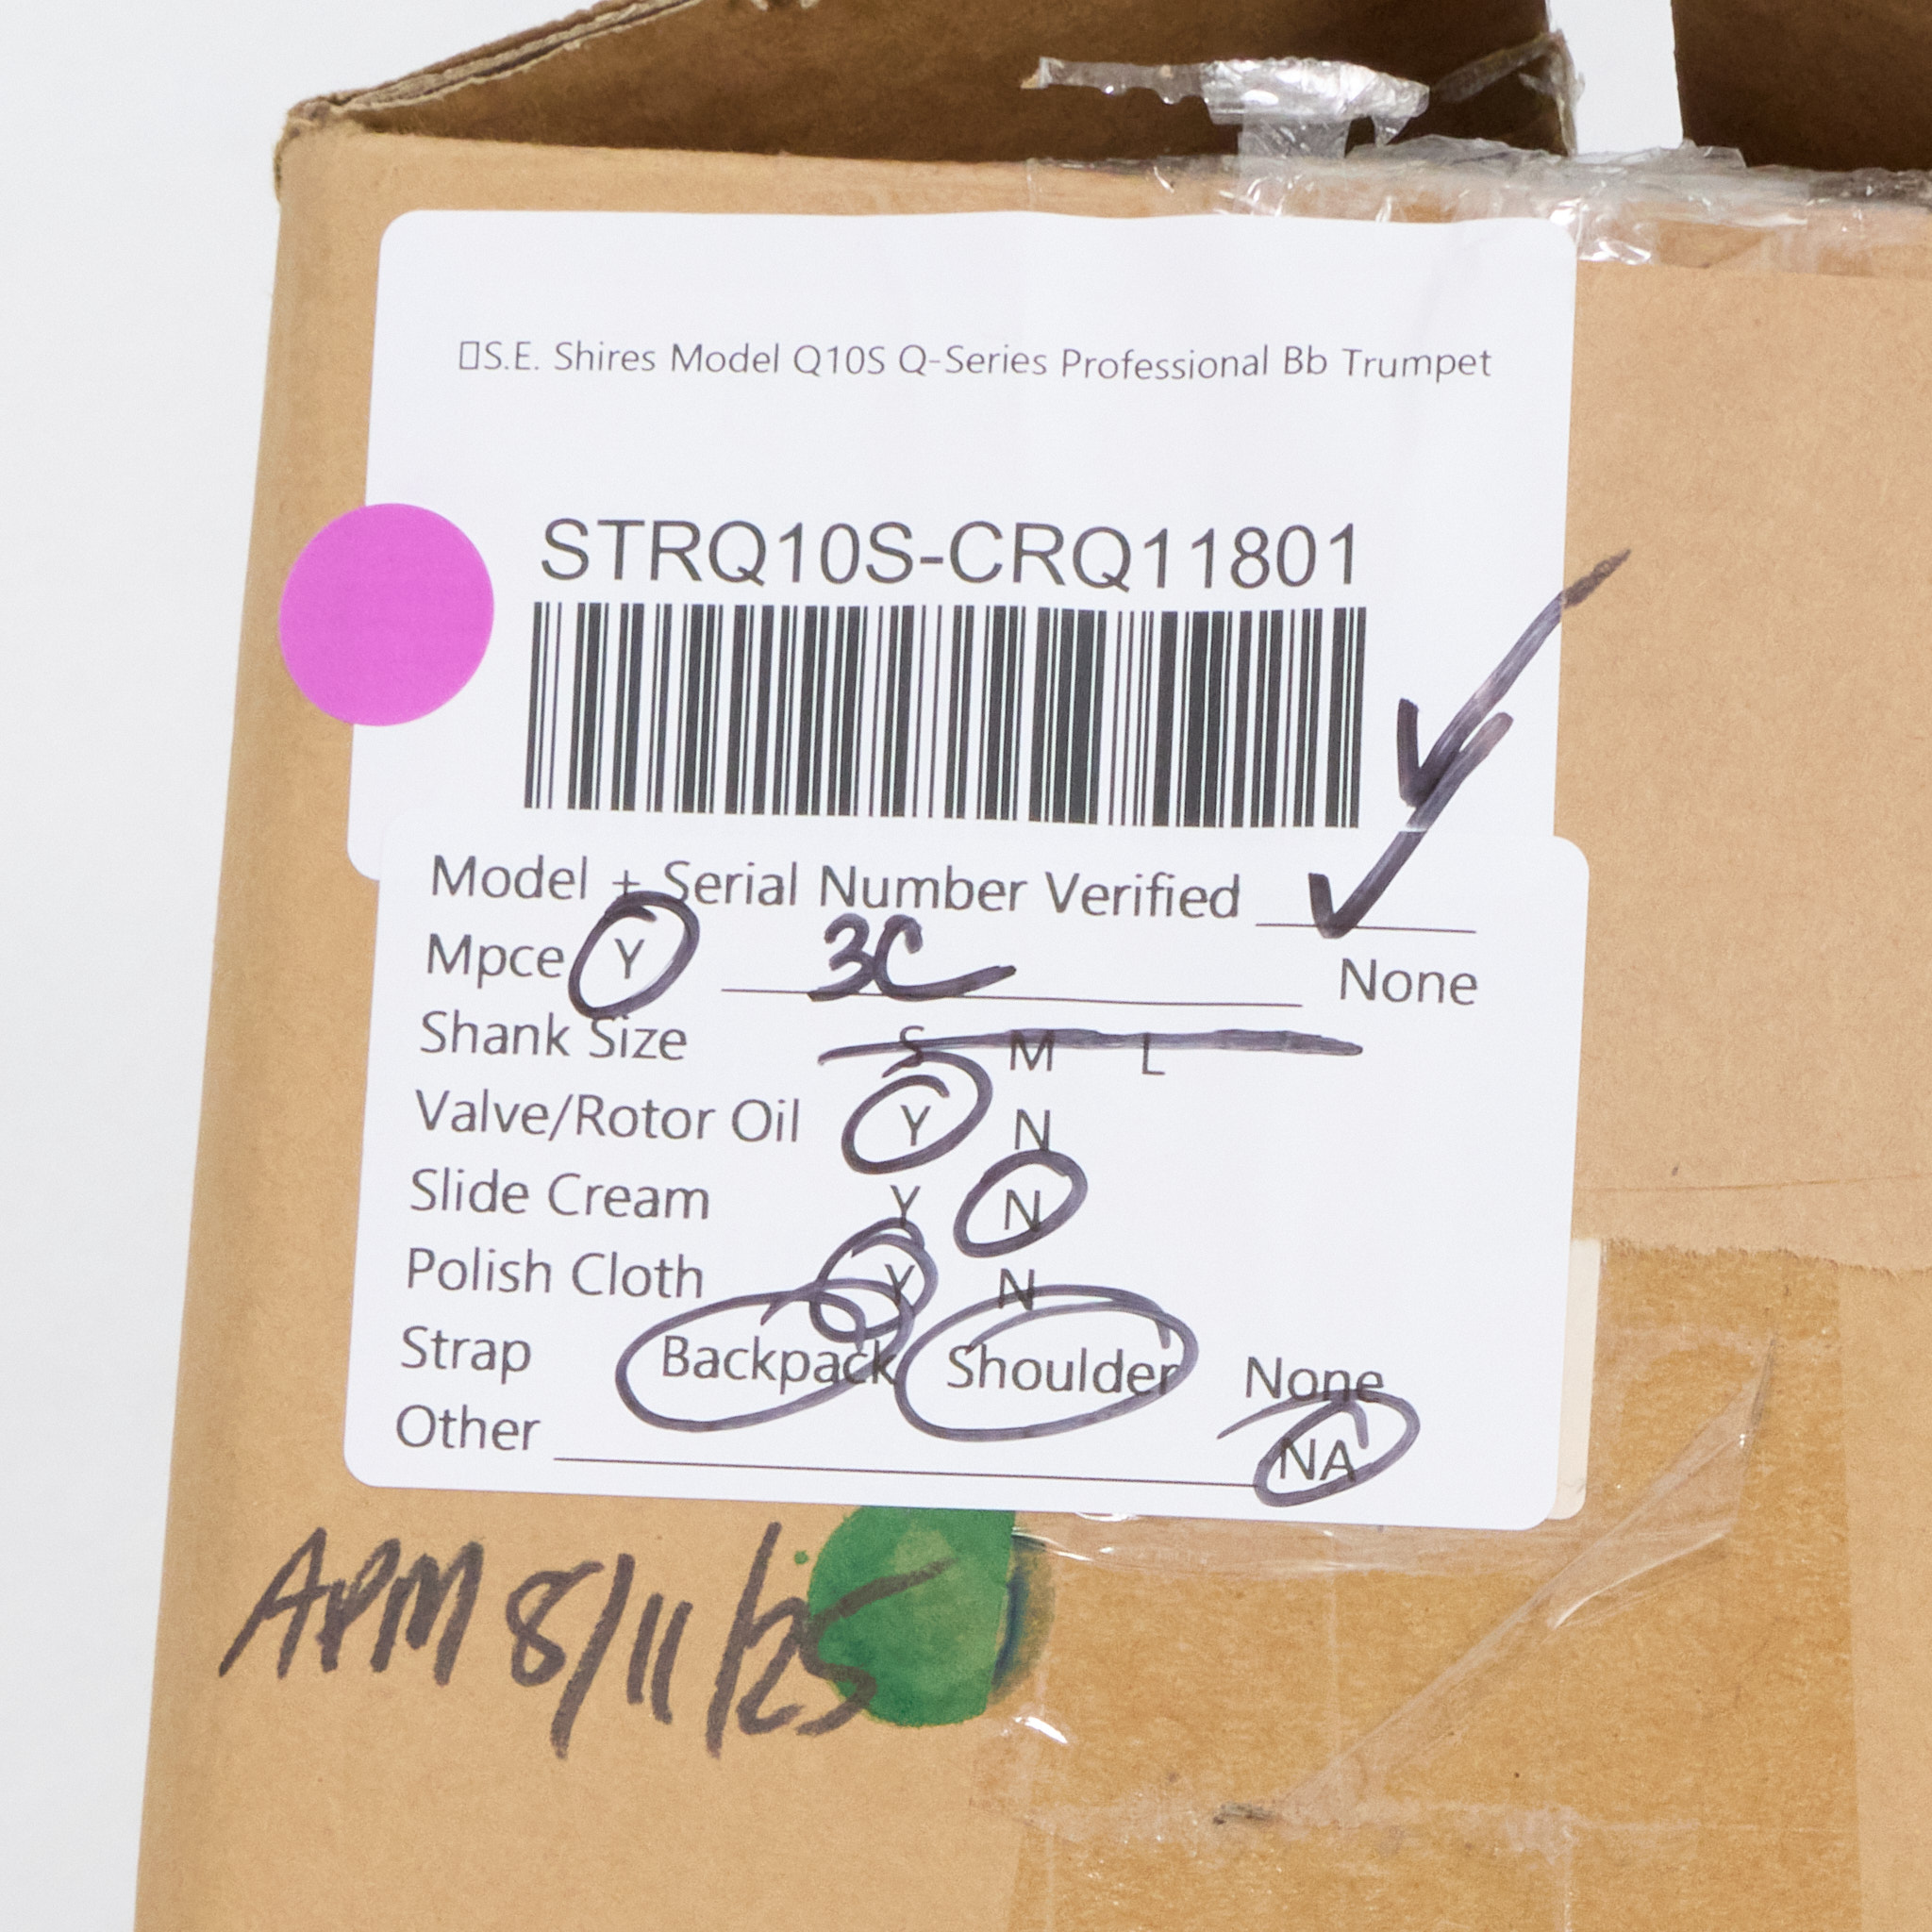 S.E. Shires Model Q10S Q-Series Professional Bb Trumpet
STRQ10S-CRQ11801
Model + Serial Number Verified
Mpce Y 3C None
Shank Size S M L
Valve/Rotor Oil Y N
Slide Cream Y N
Polish Cloth Y N
Strap Backpack Shoulder None
Other NA
APM 8/11/25